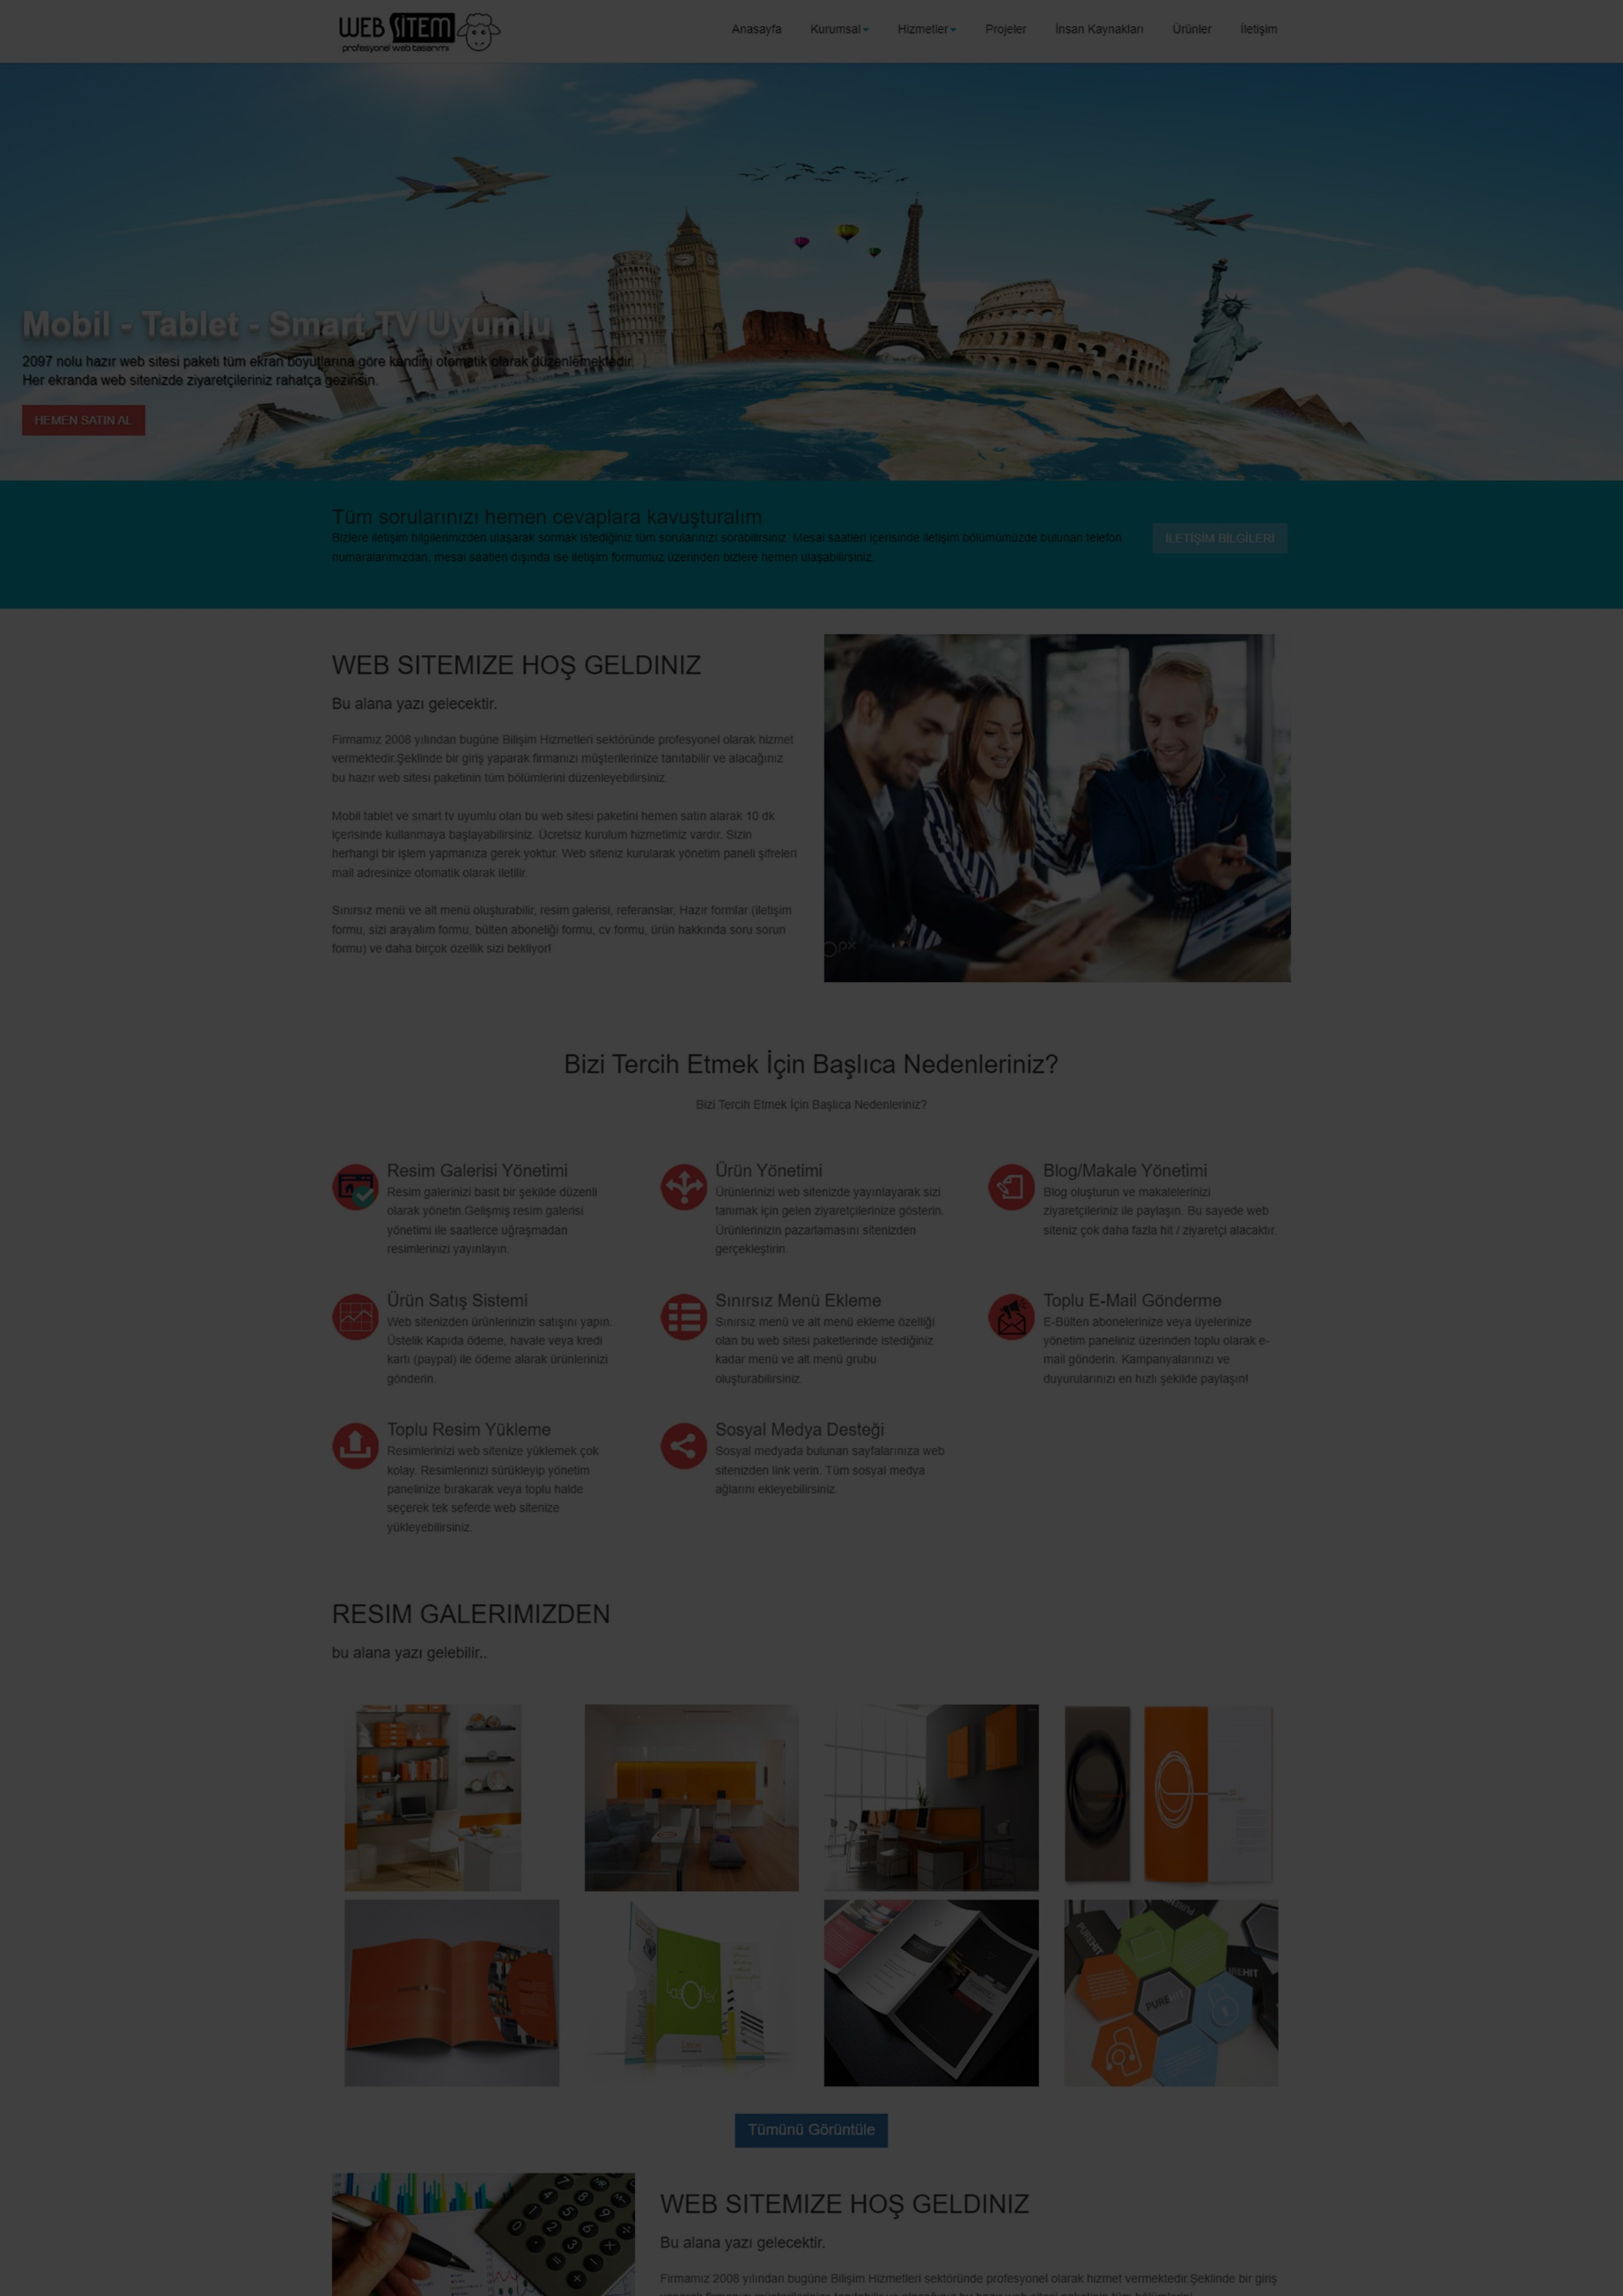 WEB SİTEM
profesyonel web tasarımı
Anasayfa Kurumsal Hizmetler Projeler İnsan Kaynakları Ürünler İletişim
Mobil - Tablet - Smart TV Uyumlu
2097 nolu hazır web sitesi paketi tüm ekran boyutlarına göre kendini otomatik olarak düzenlemektedir.
Her ekranda web sitenizde ziyaretçileriniz rahatça gezinsin.
HEMEN SATIN AL
Tüm sorularınızı hemen cevaplara kavuşturalım
Bizlere iletişim bilgilerimizden ulaşarak sormak istediğiniz tüm sorularınızı sorabilirsiniz. Mesai saatleri içerisinde iletişim bölümümüzde bulunan telefon
numaralarımızdan, mesai saatleri dışında ise iletişim formumuz üzerinden bizlere hemen ulaşabilirsiniz.
İLETİŞİM BİLGİLERİ
WEB SITEMIZE HOŞ GELDINIZ
Bu alana yazı gelecektir.
Firmamız 2008 yılından bugüne Bilişim Hizmetleri sektöründe profesyonel olarak hizmet
vermektedir.Şeklinde bir giriş yaparak firmanızı müşterilerinize tanıtabilir ve alacağınız
bu hazır web sitesi paketinin tüm bölümlerini düzenleyebilirsiniz.
Mobil tablet ve smart tv uyumlu olan bu web sitesi paketini hemen satın alarak 10 dk
içerisinde kullanmaya başlayabilirsiniz. Ücretsiz kurulum hizmetimiz vardır. Sizin
herhangi bir işlem yapmanıza gerek yoktur. Web siteniz kurularak yönetim paneli şifreleri
mail adresinize otomatik olarak iletilir.
Sınırsız menü ve alt menü oluşturabilir, resim galerisi, referanslar, Hazır formlar (iletişim
formu, sizi arayalım formu, bülten aboneliği formu, cv formu, ürün hakkında soru sorun
formu) ve daha birçok özellik sizi bekliyor!
px
Bizi Tercih Etmek İçin Başlıca Nedenleriniz?
Bizi Tercih Etmek İçin Başlıca Nedenleriniz?
Resim Galerisi Yönetimi
Resim galerinizi basit bir şekilde düzenli
olarak yönetin.Gelişmiş resim galerisi
yönetimi ile saatlerce uğraşmadan
resimlerinizi yayınlayın.
Ürün Yönetimi
Ürünlerinizi web sitenizde yayınlayarak sizi
tanımak için gelen ziyaretçilerinize gösterin.
Ürünlerinizin pazarlamasını sitenizden
gerçekleştirin.
Blog/Makale Yönetimi
Blog oluşturun ve makalelerinizi
ziyaretçileriniz ile paylaşın. Bu sayede web
siteniz çok daha fazla hit / ziyaretçi alacaktır.
Ürün Satış Sistemi
Web sitenizden ürünlerinizin satışını yapın.
Üstelik Kapıda ödeme, havale veya kredi
kartı (paypal) ile ödeme alarak ürünlerinizi
gönderin.
Sınırsız Menü Ekleme
Sınırsız menü ve alt menü ekleme özelliği
olan bu web sitesi paketlerinde istediğiniz
kadar menü ve alt menü grubu
oluşturabilirsiniz.
Toplu E-Mail Gönderme
E-Bülten abonelerinize veya üyelerinize
yönetim paneliniz üzerinden toplu olarak e-
mail gönderin. Kampanyalarınızı ve
duyurularınızı en hızlı şekilde paylaşın!
Toplu Resim Yükleme
Resimlerinizi web sitenize yüklemek çok
kolay. Resimlerinizi sürükleyip yönetim
panelinize bırakarak veya toplu halde
seçerek tek seferde web sitenize
yükleyebilirsiniz.
Sosyal Medya Desteği
Sosyal medyada bulunan sayfalarınıza web
sitenizden link verin. Tüm sosyal medya
ağlarını ekleyebilirsiniz.
RESIM GALERIMIZDEN
bu alana yazı gelebilir..
PUREHIT
PUREHIT
Tümünü Görüntüle
WEB SITEMIZE HOŞ GELDINIZ
Bu alana yazı gelecektir.
Firmamız 2008 yılından bugüne Bilişim Hizmetleri sektöründe profesyonel olarak hizmet vermektedir.Şeklinde bir giriş